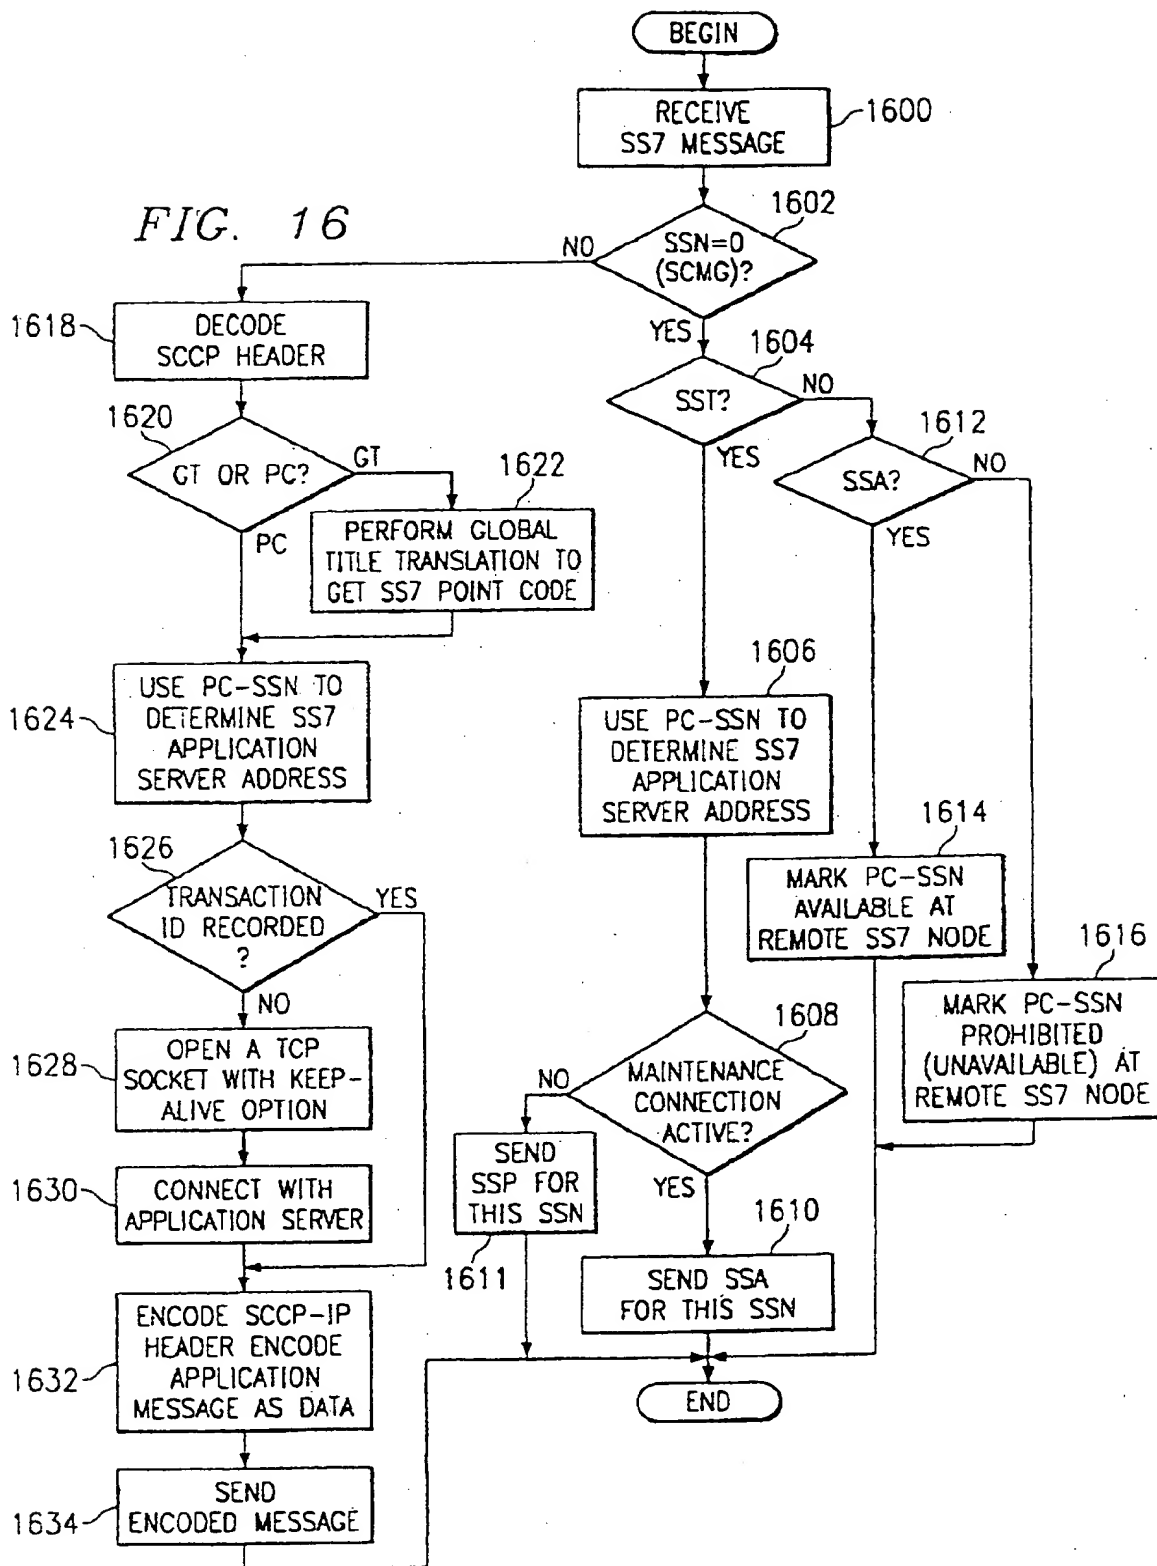 BEGIN
RECEIVE
SS7 MESSAGE
1600
FIG. 16
1602
SSN=0
(SCMG)?
NO
YES
1618
DECODE
SCCP HEADER
1604
SST?
NO
YES
1620
GT OR PC?
GT
PC
1612
SSA?
NO
YES
1622
PERFORM GLOBAL
TITLE TRANSLATION TO
GET SS7 POINT CODE
1624
USE PC-SSN TO
DETERMINE SS7
APPLICATION
SERVER ADDRESS
1606
USE PC-SSN TO
DETERMINE SS7
APPLICATION
SERVER ADDRESS
1626
TRANSACTION
ID RECORDED
?
YES
NO
1614
MARK PC-SSN
AVAILABLE AT
REMOTE SS7 NODE
1616
MARK PC-SSN
PROHIBITED
(UNAVAILABLE) AT
REMOTE SS7 NODE
1628
OPEN A TCP
SOCKET WITH KEEP-
ALIVE OPTION
1608
MAINTENANCE
CONNECTION
ACTIVE?
NO
YES
SEND
SSP FOR
THIS SSN
1611
1630
CONNECT WITH
APPLICATION SERVER
1610
SEND SSA
FOR THIS SSN
1632
ENCODE SCCP-IP
HEADER ENCODE
APPLICATION
MESSAGE AS DATA
END
1634
SEND
ENCODED MESSAGE